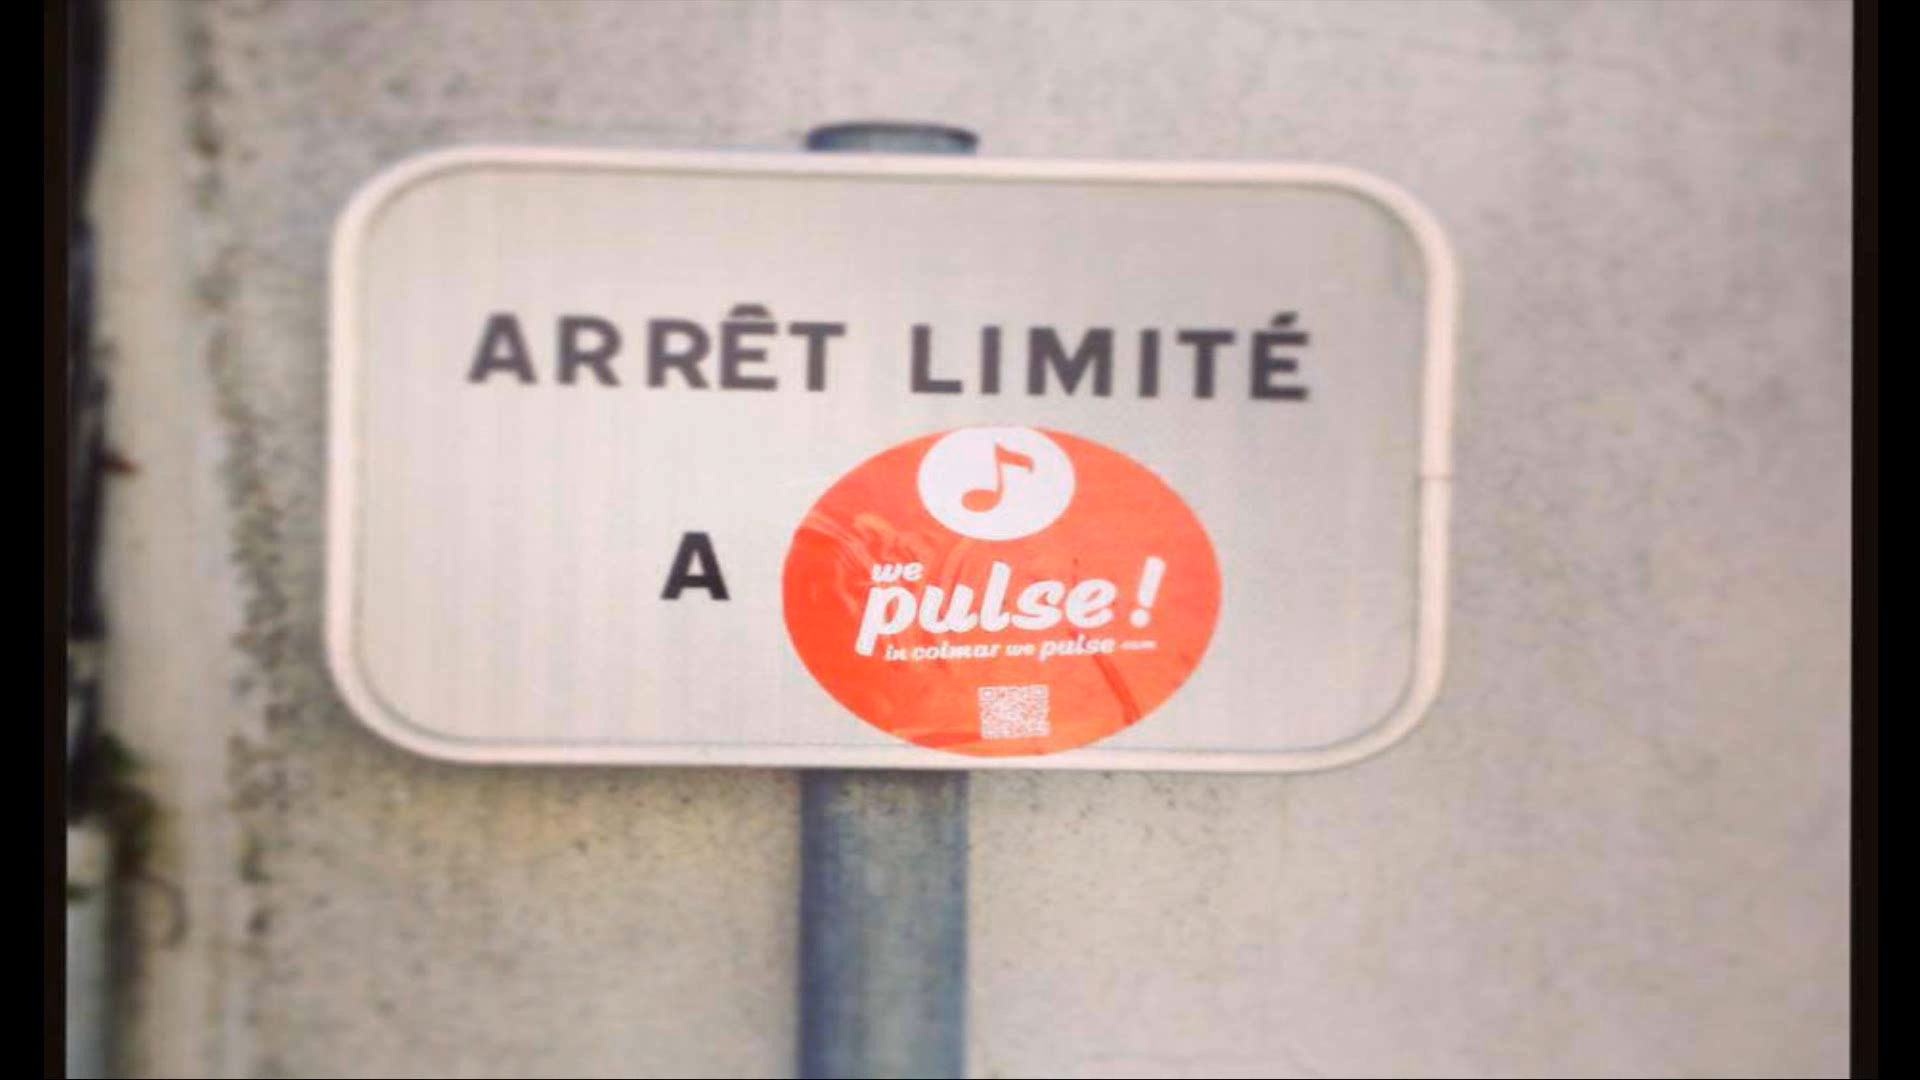 ARRÊT LIMITÉ
A
we
pulse!
in colmar we pulse